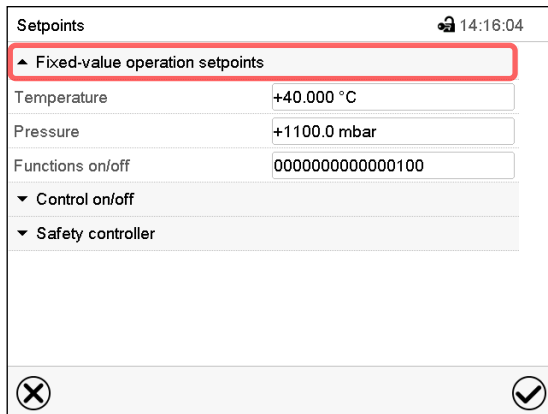 Setpoints 14:16:04
Fixed-value operation setpoints
Temperature +40.000 °C
Pressure +1100.0 mbar
Functions on/off 0000000000000100
Control on/off
Safety controller